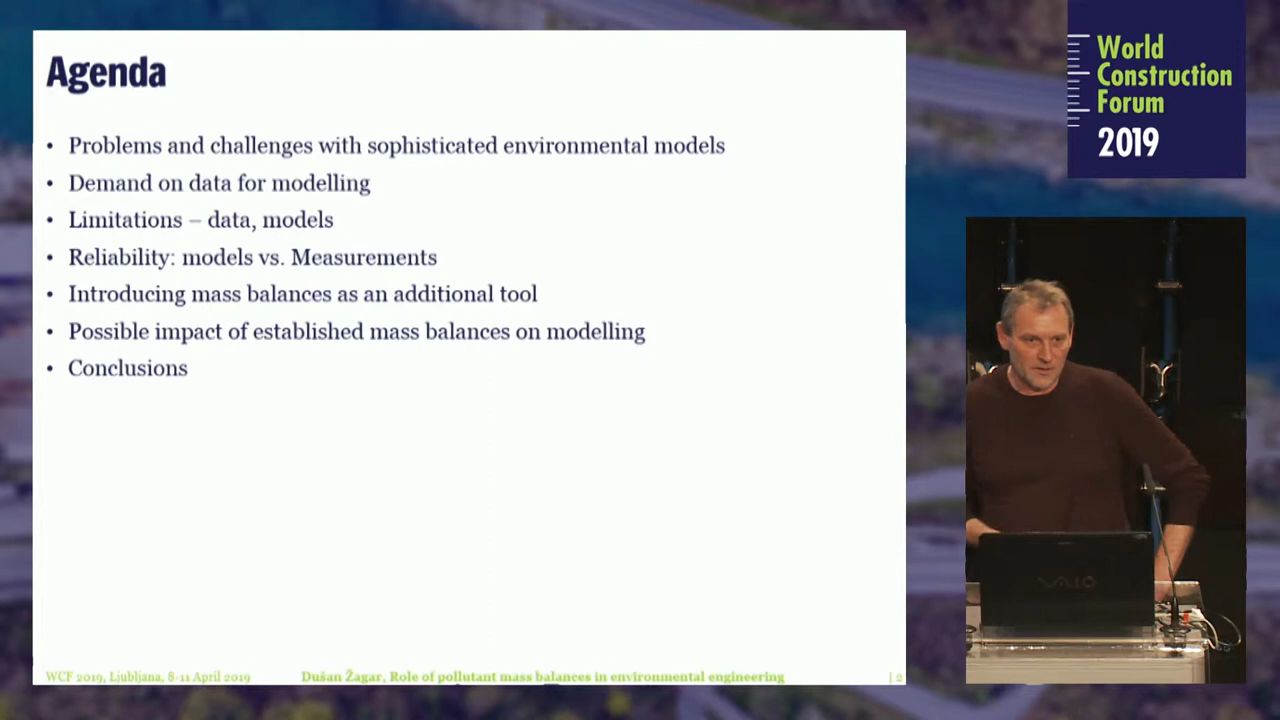 Agenda
• Problems and challenges with sophisticated environmental models
• Demand on data for modelling
• Limitations – data, models
• Reliability: models vs. Measurements
• Introducing mass balances as an additional tool
• Possible impact of established mass balances on modelling
• Conclusions
WCF 2019, Ljubljana, 8-11 April 2019
Dušan Žagar, Role of pollutant mass balances in environmental engineering
| 2
World
Construction
Forum
2019
VAIO